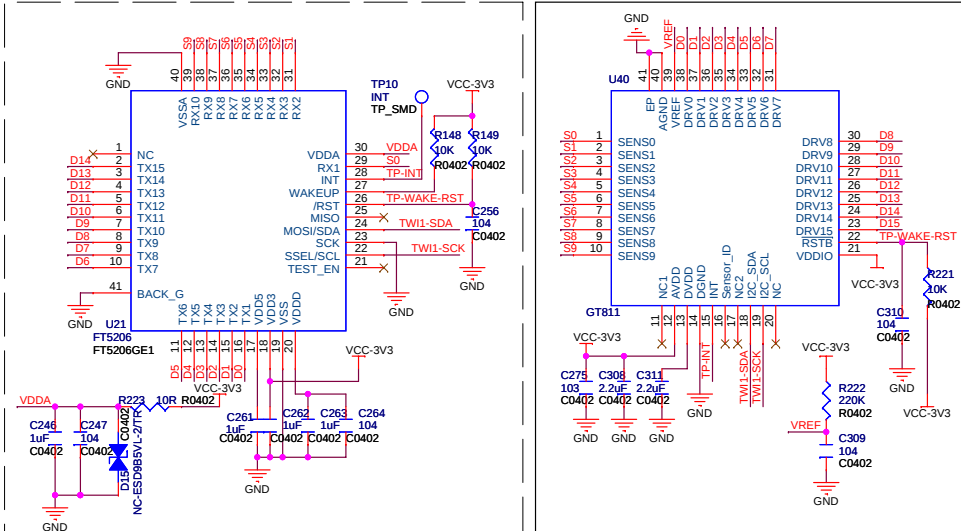 S9
S8
S7
S6
S5
S4
S3
S2
S1
GND
40
39
38
37
36
35
34
33
32
31
VSSA
RX10
RX9
RX8
RX7
RX6
RX5
RX4
RX3
RX2
TP10
INT
TP_SMD
VCC-3V3
R148
10K
R0402
R149
10K
R0402
1
NC
D14
2
TX15
D13
3
TX14
D12
4
TX13
D11
5
TX12
D10
6
TX11
D9
7
TX10
D8
8
TX9
D7
9
TX8
D6
10
TX7
41
BACK_G
GND
VDDA
30
VDDA
RX1
29
S0
INT
28
TP-INT
WAKEUP
27
/RST
26
TP-WAKE-RST
MISO
25
MOSI/SDA
24
TWI1-SDA
SCK
23
SSEL/SCL
22
TWI1-SCK
TEST_EN
21
C256
104
C0402
GND
GND
U21
FT5206
FT5206GE1
TX6
TX5
TX4
TX3
TX2
TX1
VDD5
VDD3
VSS
VDDD
11
12
13
14
15
16
17
18
19
20
D5
D4
D3
D2
D1
D0
VCC-3V3
VCC-3V3
VDDA
R223
10R
R0402
C246
1uF
C0402
C247
104
C0402
C0402
NC-ESD9B5VL-2/TR
D15
GND
C261
1uF
C0402
C262
1uF
C0402
C263
1uF
C0402
C264
104
C0402
GND
GND
VREF
D0
D1
D2
D3
D4
D5
D6
D7
U40
41
40
39
38
37
36
35
34
33
32
31
EP
AGND
VREF
DRV0
DRV1
DRV2
DRV3
DRV4
DRV5
DRV6
DRV7
S0
1
SENS0
S1
2
SENS1
S2
3
SENS2
S3
4
SENS3
S4
5
SENS4
S5
6
SENS5
S6
7
SENS6
S7
8
SENS7
S8
9
SENS8
S9
10
SENS9
DRV8
30
D8
DRV9
29
D9
DRV10
28
D10
DRV11
27
D11
DRV12
26
D12
DRV13
25
D13
DRV14
24
D14
DRV15
23
D15
RSTB
22
TP-WAKE-RST
VDDIO
21
VCC-3V3
R221
10K
R0402
C310
104
C0402
GND
VCC-3V3
GT811
NC1
AVDD
DVDD
DGND
INT
Sensor_ID
NC2
I2C_SDA
I2C_SCL
NC
11
12
13
14
15
16
17
18
19
20
TP-INT
TWI1-SDA
TWI1-SCK
VCC-3V3
C275
103
C0402
C308
2.2uF
C0402
C311
2.2uF
C0402
GND
GND
GND
GND
VCC-3V3
R222
220K
R0402
VREF
C309
104
C0402
GND